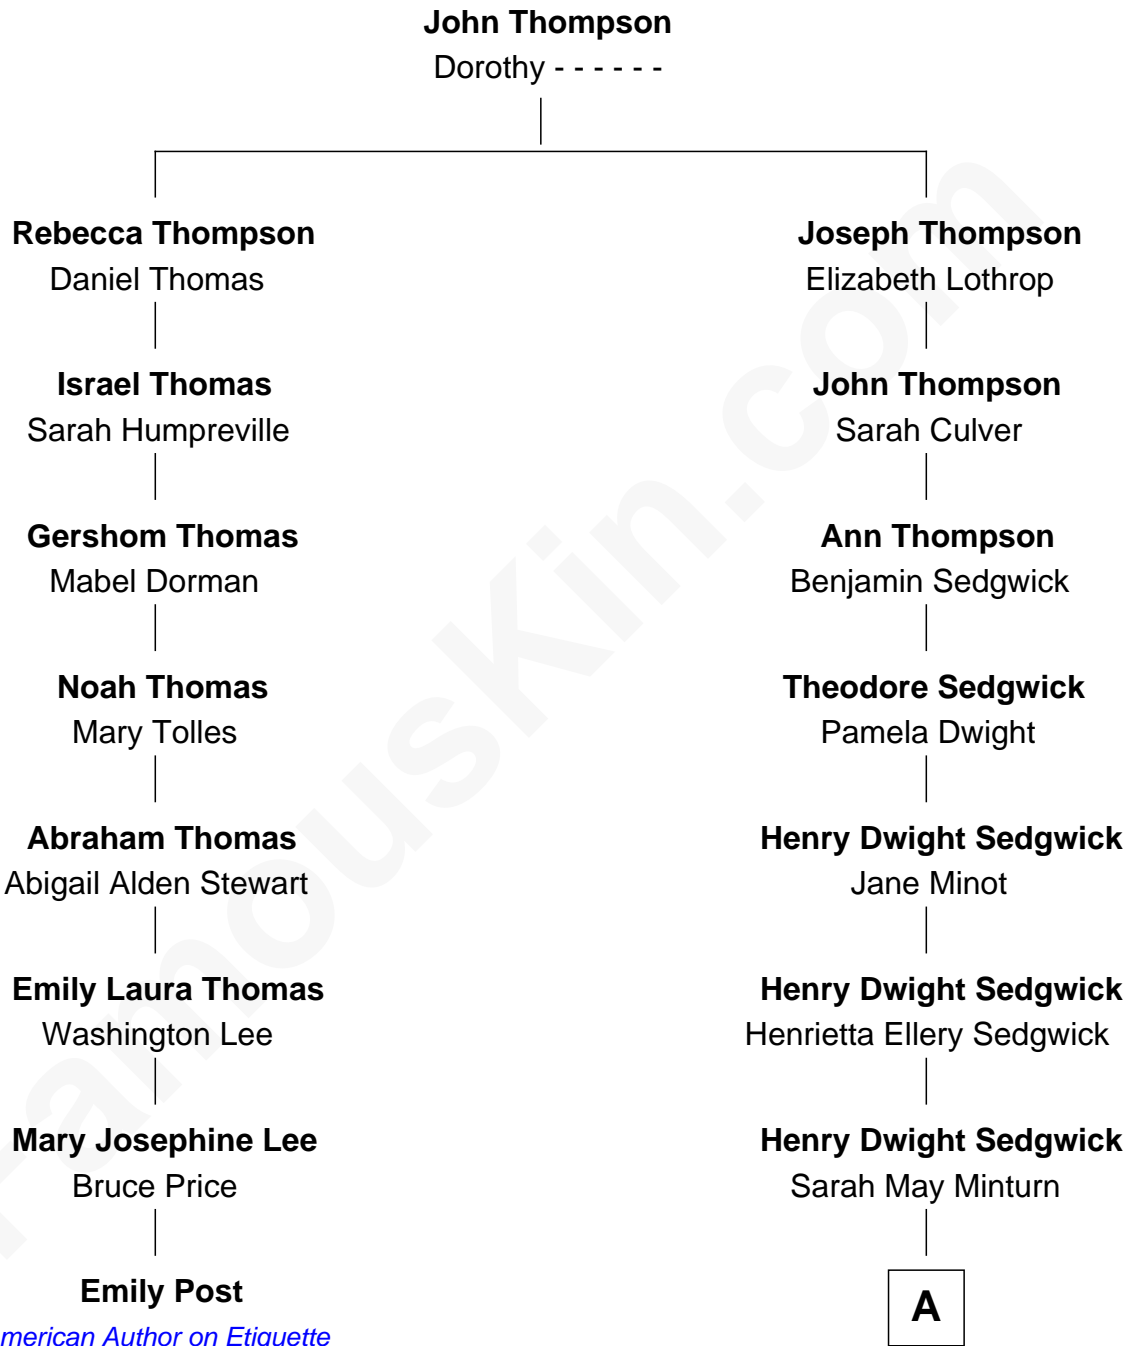 John Thompson
Dorothy - - - - - -
Rebecca Thompson
Daniel Thomas
Joseph Thompson
Elizabeth Lothrop
Israel Thomas
Sarah Humpreville
John Thompson
Sarah Culver
Gershom Thomas
Mabel Dorman
Ann Thompson
Benjamin Sedgwick
Noah Thomas
Mary Tolles
Theodore Sedgwick
Pamela Dwight
Abraham Thomas
Abigail Alden Stewart
Henry Dwight Sedgwick
Jane Minot
Emily Laura Thomas
Washington Lee
Henry Dwight Sedgwick
Henrietta Ellery Sedgwick
Mary Josephine Lee
Bruce Price
Henry Dwight Sedgwick
Sarah May Minturn
Emily Post
merican Author on Etiquette
A
FamousKin.com